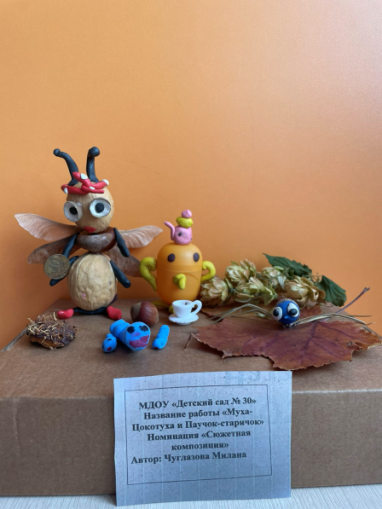 МДОУ «Детский сад № 30»
Название работы «Муха-
Цокотуха и Паучок-старичок»
Номинация «Сюжетная
композиция»
Автор: Чуглазова Милана